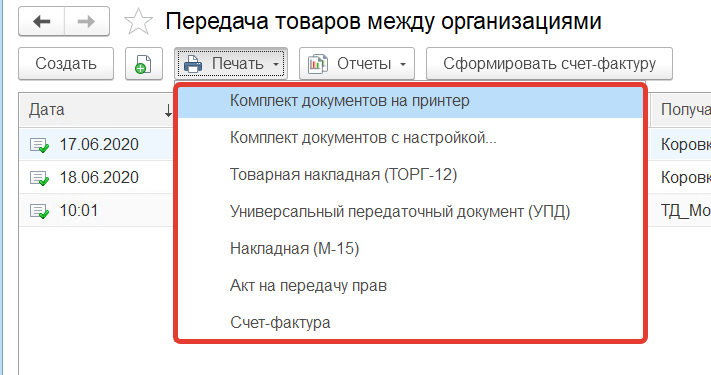 Передача товаров между организациями
Создать Печать Отчеты Сформировать счет-фактуру
Дата
Комплект документов на принтер
Комплект документов с настройкой...
Товарная накладная (ТОРГ-12)
Универсальный передаточный документ (УПД)
Накладная (М-15)
Акт на передачу прав
Счет-фактура
Получа
17.06.2020 Коровк
18.06.2020 Коровк
10:01 ТД_Мо